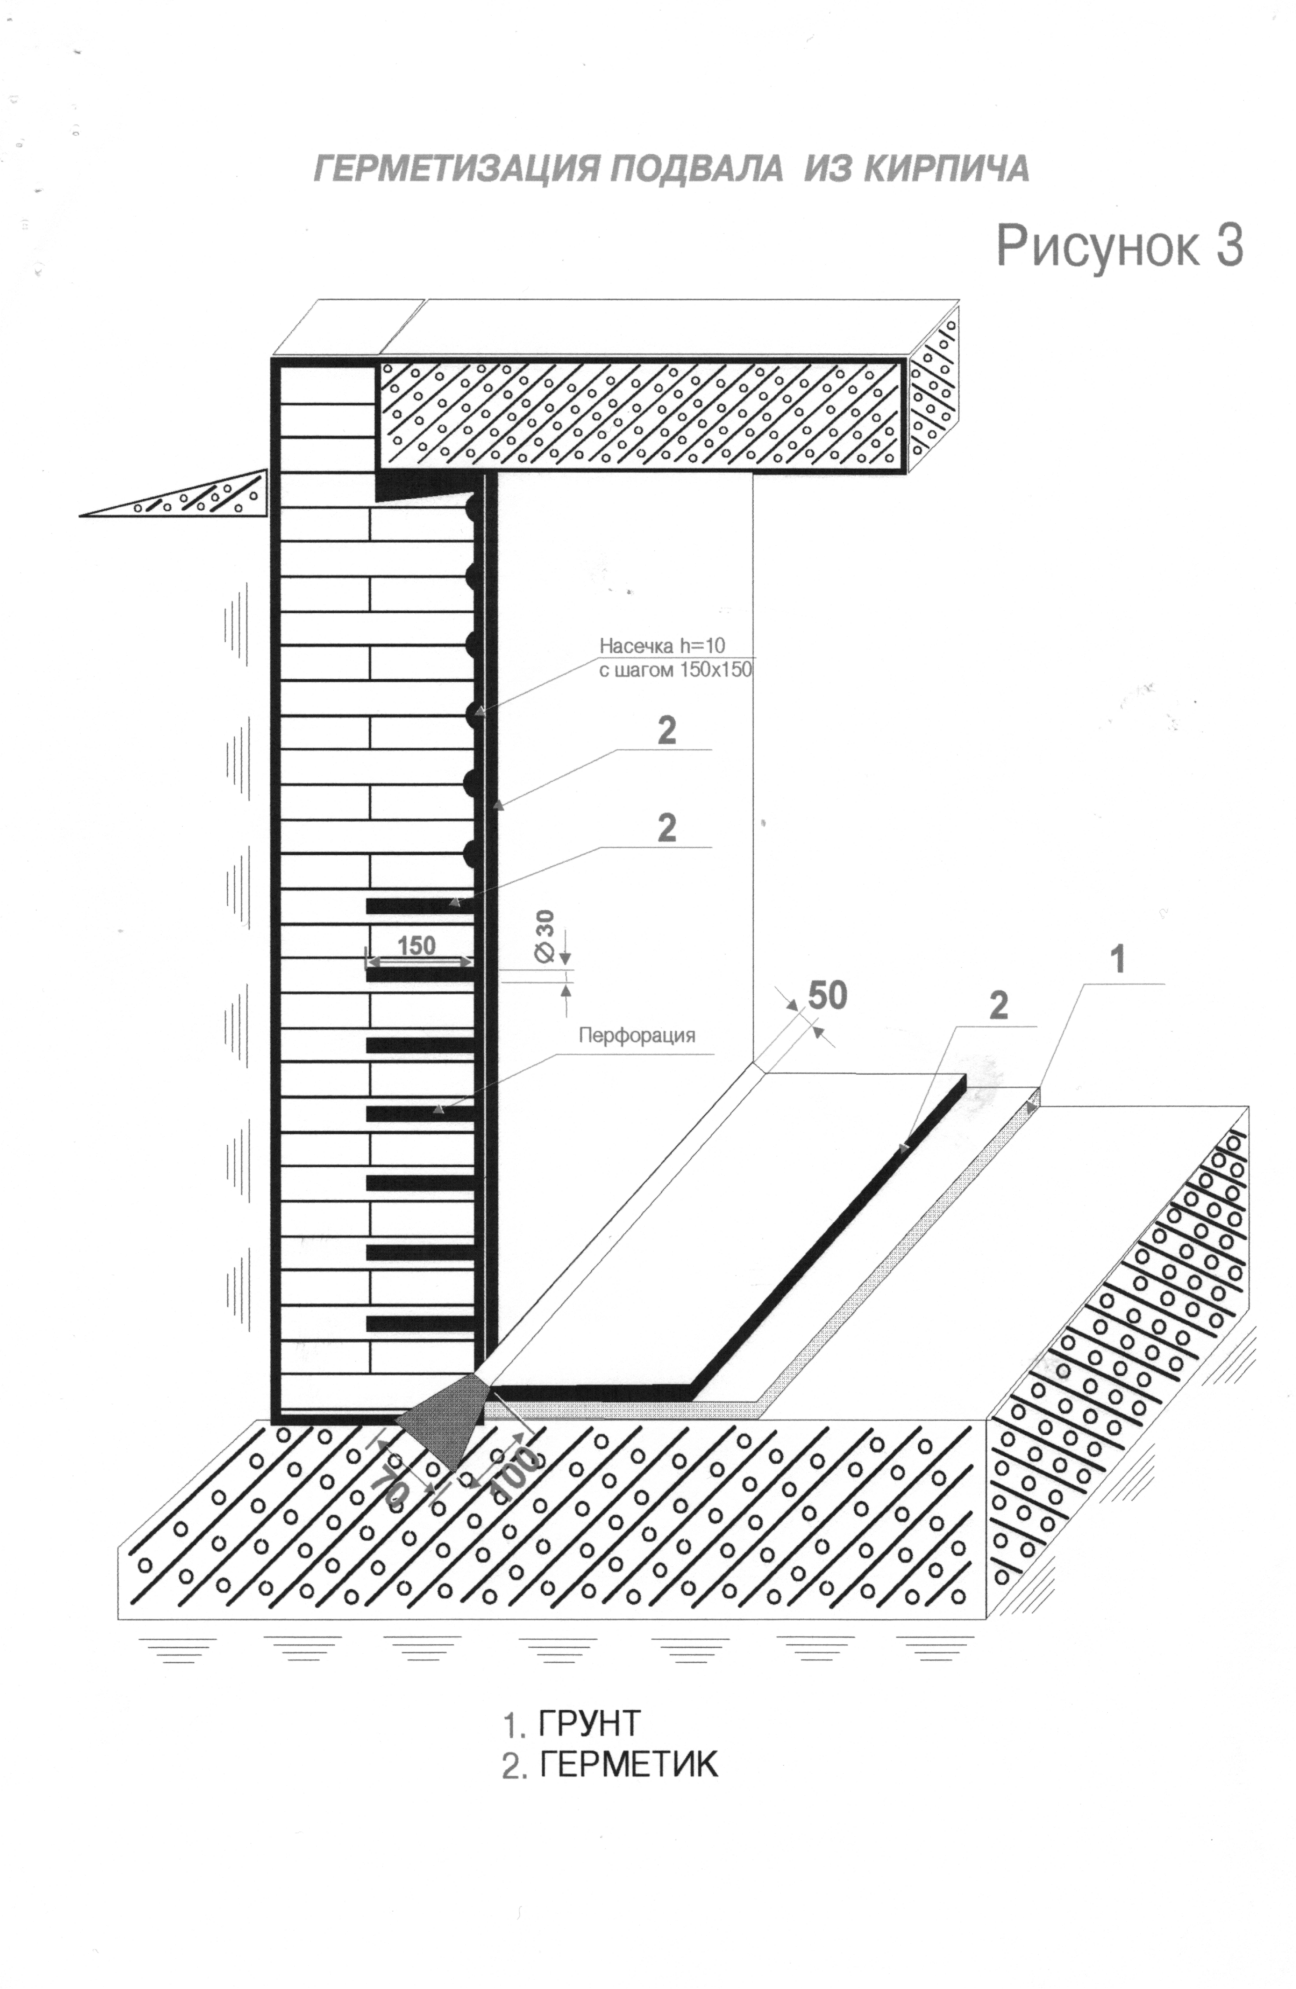 ГЕРМЕТИЗАЦИЯ ПОДВАЛА ИЗ КИРПИЧА
Рисунок 3
Насечка h=10
с шагом 150х150
2
2
Ø30
150
1
50
2
Перфорация
70
100
1. ГРУНТ
2. ГЕРМЕТИК